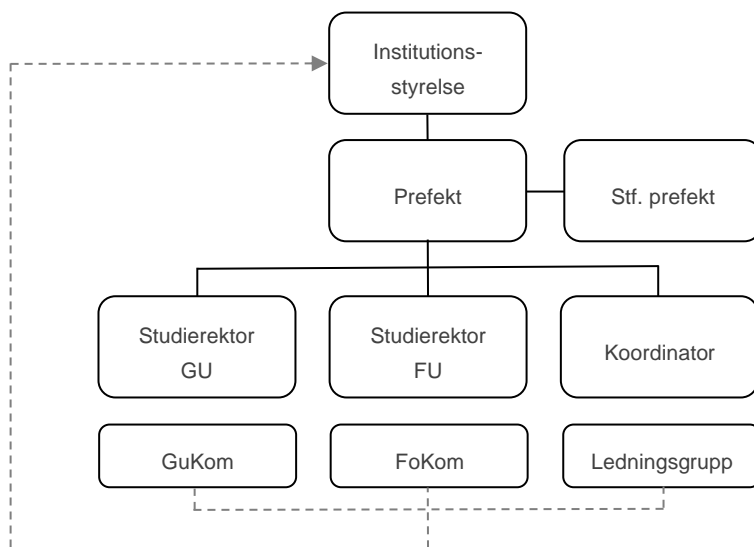 Institutions-
styrelse
Prefekt
Stf. prefekt
Studierektor
GU
Studierektor
FU
Koordinator
GuKom
FoKom
Ledningsgrupp